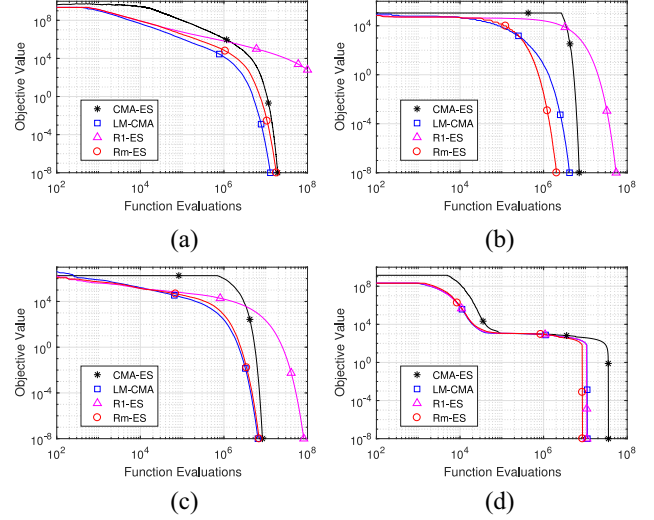 10^8
10^4
10^0
10^-4
10^-8
Objective Value
CMA-ES
LM-CMA
R1-ES
Rm-ES
10^2
10^4
10^6
10^8
Function Evaluations
(a)
10^4
10^0
10^-4
10^-8
Objective Value
CMA-ES
LM-CMA
R1-ES
Rm-ES
10^2
10^4
10^6
10^8
Function Evaluations
(b)
10^4
10^0
10^-4
10^-8
Objective Value
CMA-ES
LM-CMA
R1-ES
Rm-ES
10^2
10^4
10^6
10^8
Function Evaluations
(c)
10^8
10^4
10^0
10^-4
10^-8
Objective Value
CMA-ES
LM-CMA
R1-ES
Rm-ES
10^2
10^4
10^6
10^8
Function Evaluations
(d)